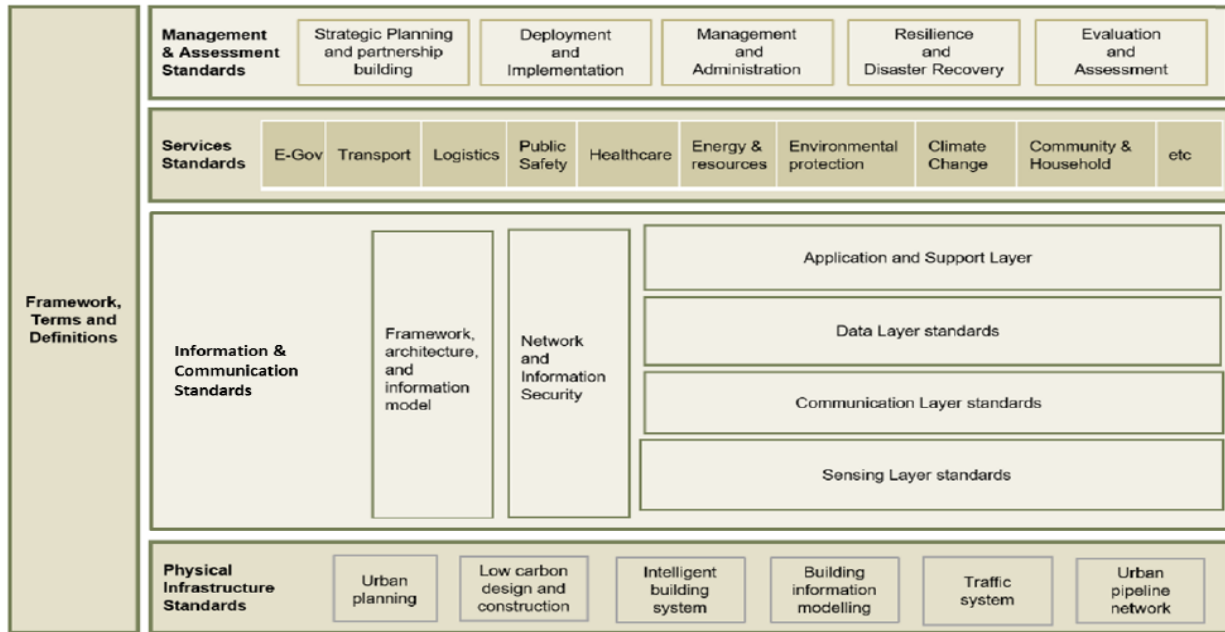 Framework,
Terms and
Definitions
Management
& Assessment
Standards
Strategic Planning
and partnership
building
Deployment
and
Implementation
Management
and
Administration
Resilience
and
Disaster Recovery
Evaluation
and
Assessment
Services
Standards
E-Gov
Transport
Logistics
Public
Safety
Healthcare
Energy &
resources
Environmental
protection
Climate
Change
Community &
Household
etc
Information &
Communication
Standards
Framework,
architecture,
and
information
model
Network
and
Information
Security
Application and Support Layer
Data Layer standards
Communication Layer standards
Sensing Layer standards
Physical
Infrastructure
Standards
Urban
planning
Low carbon
design and
construction
Intelligent
building
system
Building
information
modelling
Traffic
system
Urban
pipeline
network